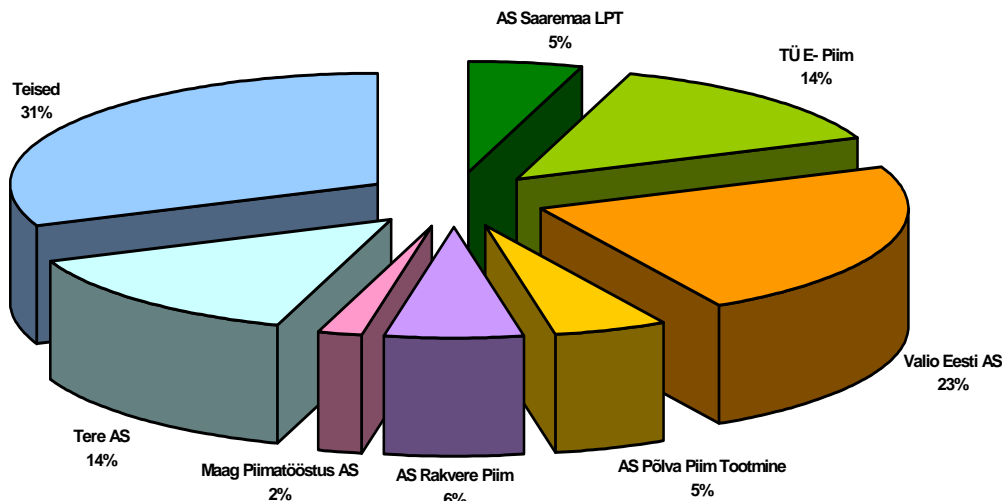 AS Saaremaa LPT
5%
TÜ E- Piim
14%
Teised
31%
Valio Eesti AS
23%
Tere AS
14%
Maag Piimatööstus AS
2%
AS Rakvere Piim
6%
AS Põlva Piim Tootmine
5%